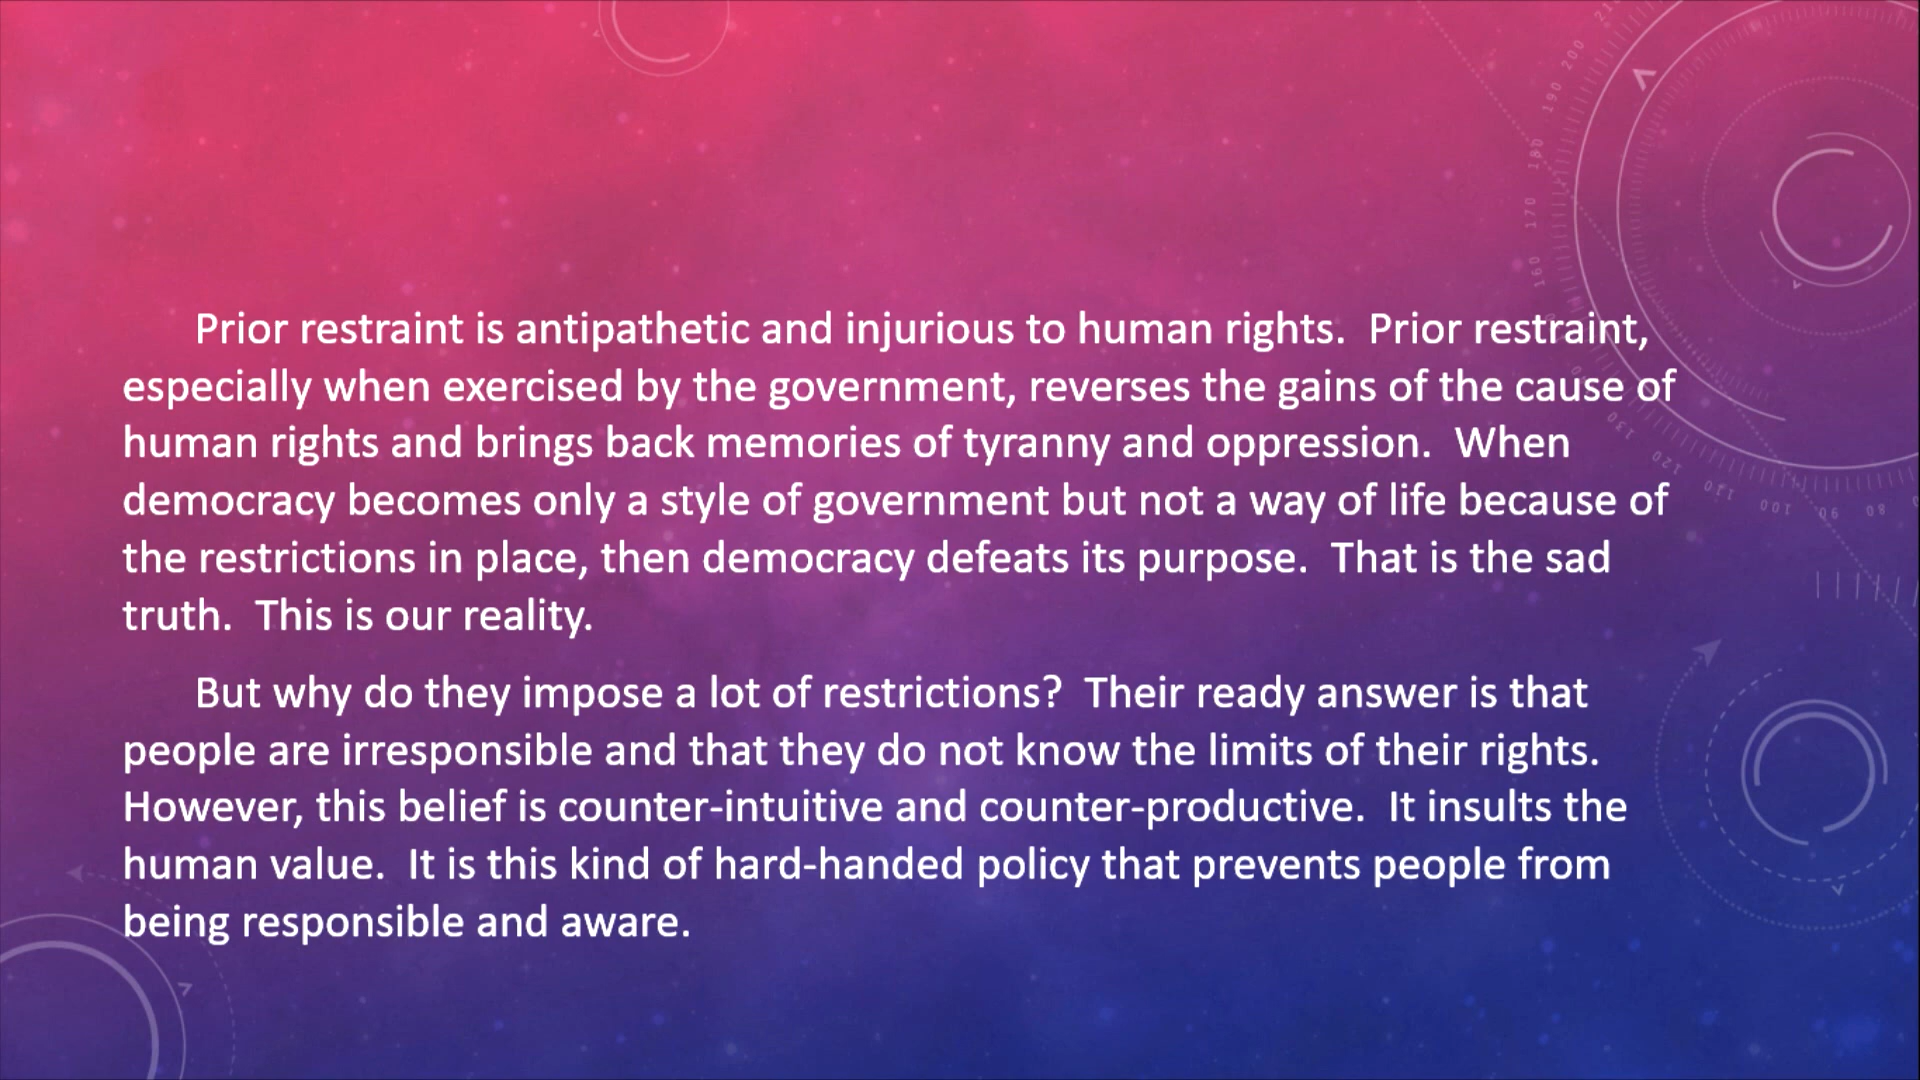 Prior restraint is antipathetic and injurious to human rights.  Prior restraint,
especially when exercised by the government, reverses the gains of the cause of
human rights and brings back memories of tyranny and oppression.  When
democracy becomes only a style of government but not a way of life because of
the restrictions in place, then democracy defeats its purpose.  That is the sad
truth.  This is our reality.
But why do they impose a lot of restrictions?  Their ready answer is that
people are irresponsible and that they do not know the limits of their rights.
However, this belief is counter-intuitive and counter-productive.  It insults the
human value.  It is this kind of hard-handed policy that prevents people from
being responsible and aware.